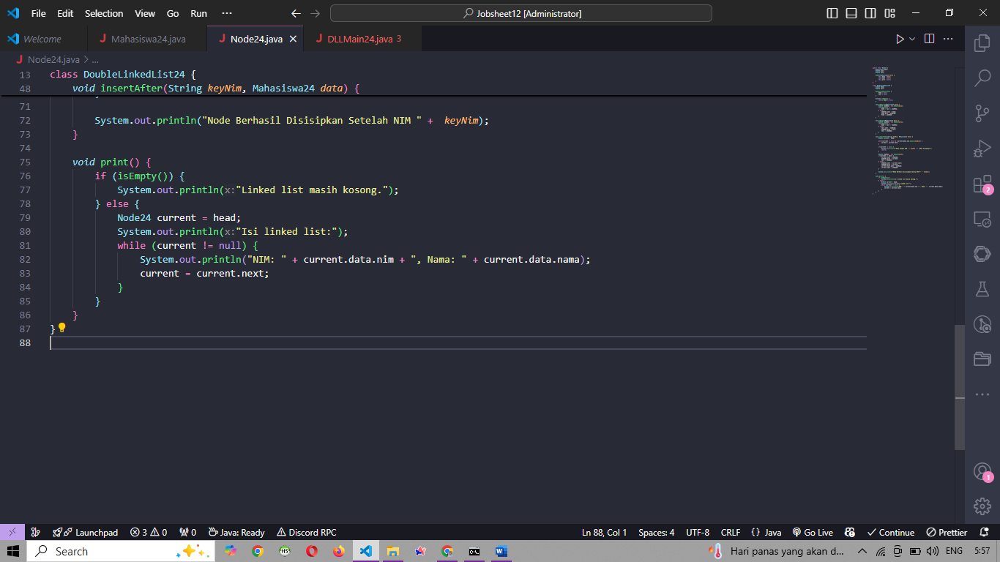 File Edit Selection View Go Run ··· Jobsheet12 [Administrator]
Welcome Mahasiswa24.java Node24.java DLLMain24.java 3
Node24.java > ...
13 class DoubleLinkedList24 {
48 void insertAfter(String keyNim, Mahasiswa24 data) {
71
72 System.out.println("Node Berhasil Disisipkan Setelah NIM " + keyNim);
73 }
74
75 void print() {
76 if (isEmpty()) {
77 System.out.println(x:"Linked list masih kosong.");
78 } else {
79 Node24 current = head;
80 System.out.println(x:"Isi linked list:");
81 while (current != null) {
82 System.out.println("NIM: " + current.data.nim + ", Nama: " + current.data.nama);
83 current = current.next;
84 }
85 }
86 }
87 }
88
2
1
Launchpad 3 0 0 Java: Ready Discord RPC Ln 88, Col 1 Spaces: 4 UTF-8 CRLF {} Java Go Live Continue Prettier
Search Hari panas yang akan d... ENG 5:57